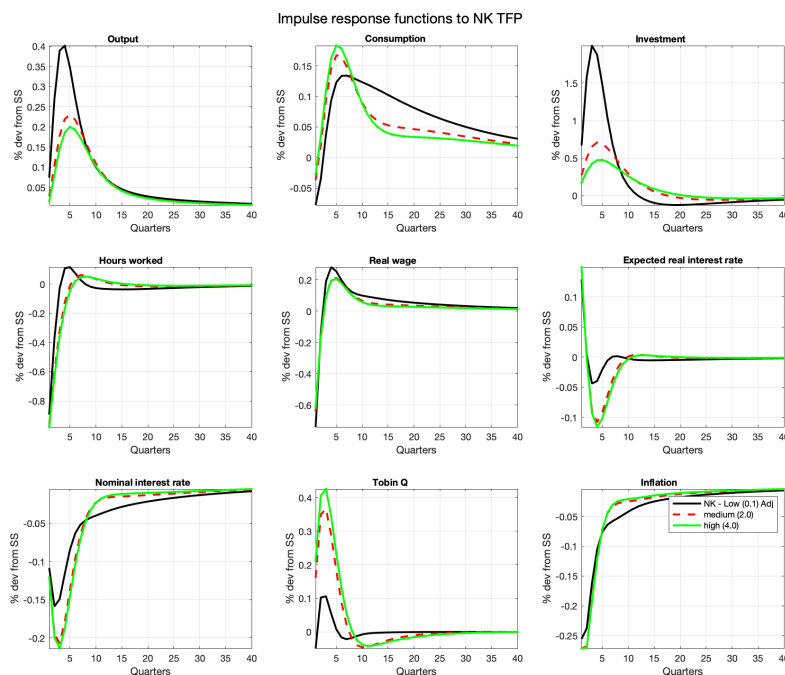 Impulse response functions to NK TFP
Output
% dev from SS
0.4
0.35
0.3
0.25
0.2
0.15
0.1
0.05
5 10 15 20 25 30 35 40
Quarters
Consumption
% dev from SS
0.15
0.1
0.05
0
-0.05
5 10 15 20 25 30 35 40
Quarters
Investment
% dev from SS
1.5
1
0.5
0
5 10 15 20 25 30 35 40
Quarters
Hours worked
% dev from SS
0
-0.2
-0.4
-0.6
-0.8
5 10 15 20 25 30 35 40
Quarters
Real wage
% dev from SS
0.2
0
-0.2
-0.4
-0.6
5 10 15 20 25 30 35 40
Quarters
Expected real interest rate
% dev from SS
0.1
0.05
0
-0.05
-0.1
5 10 15 20 25 30 35 40
Quarters
Nominal interest rate
% dev from SS
-0.05
-0.1
-0.15
-0.2
5 10 15 20 25 30 35 40
Quarters
Tobin Q
% dev from SS
0.4
0.3
0.2
0.1
0
5 10 15 20 25 30 35 40
Quarters
Inflation
% dev from SS
-0.05
-0.1
-0.15
-0.2
-0.25
5 10 15 20 25 30 35 40
Quarters
NK - Low (0.1) Adj
medium (2.0)
high (4.0)